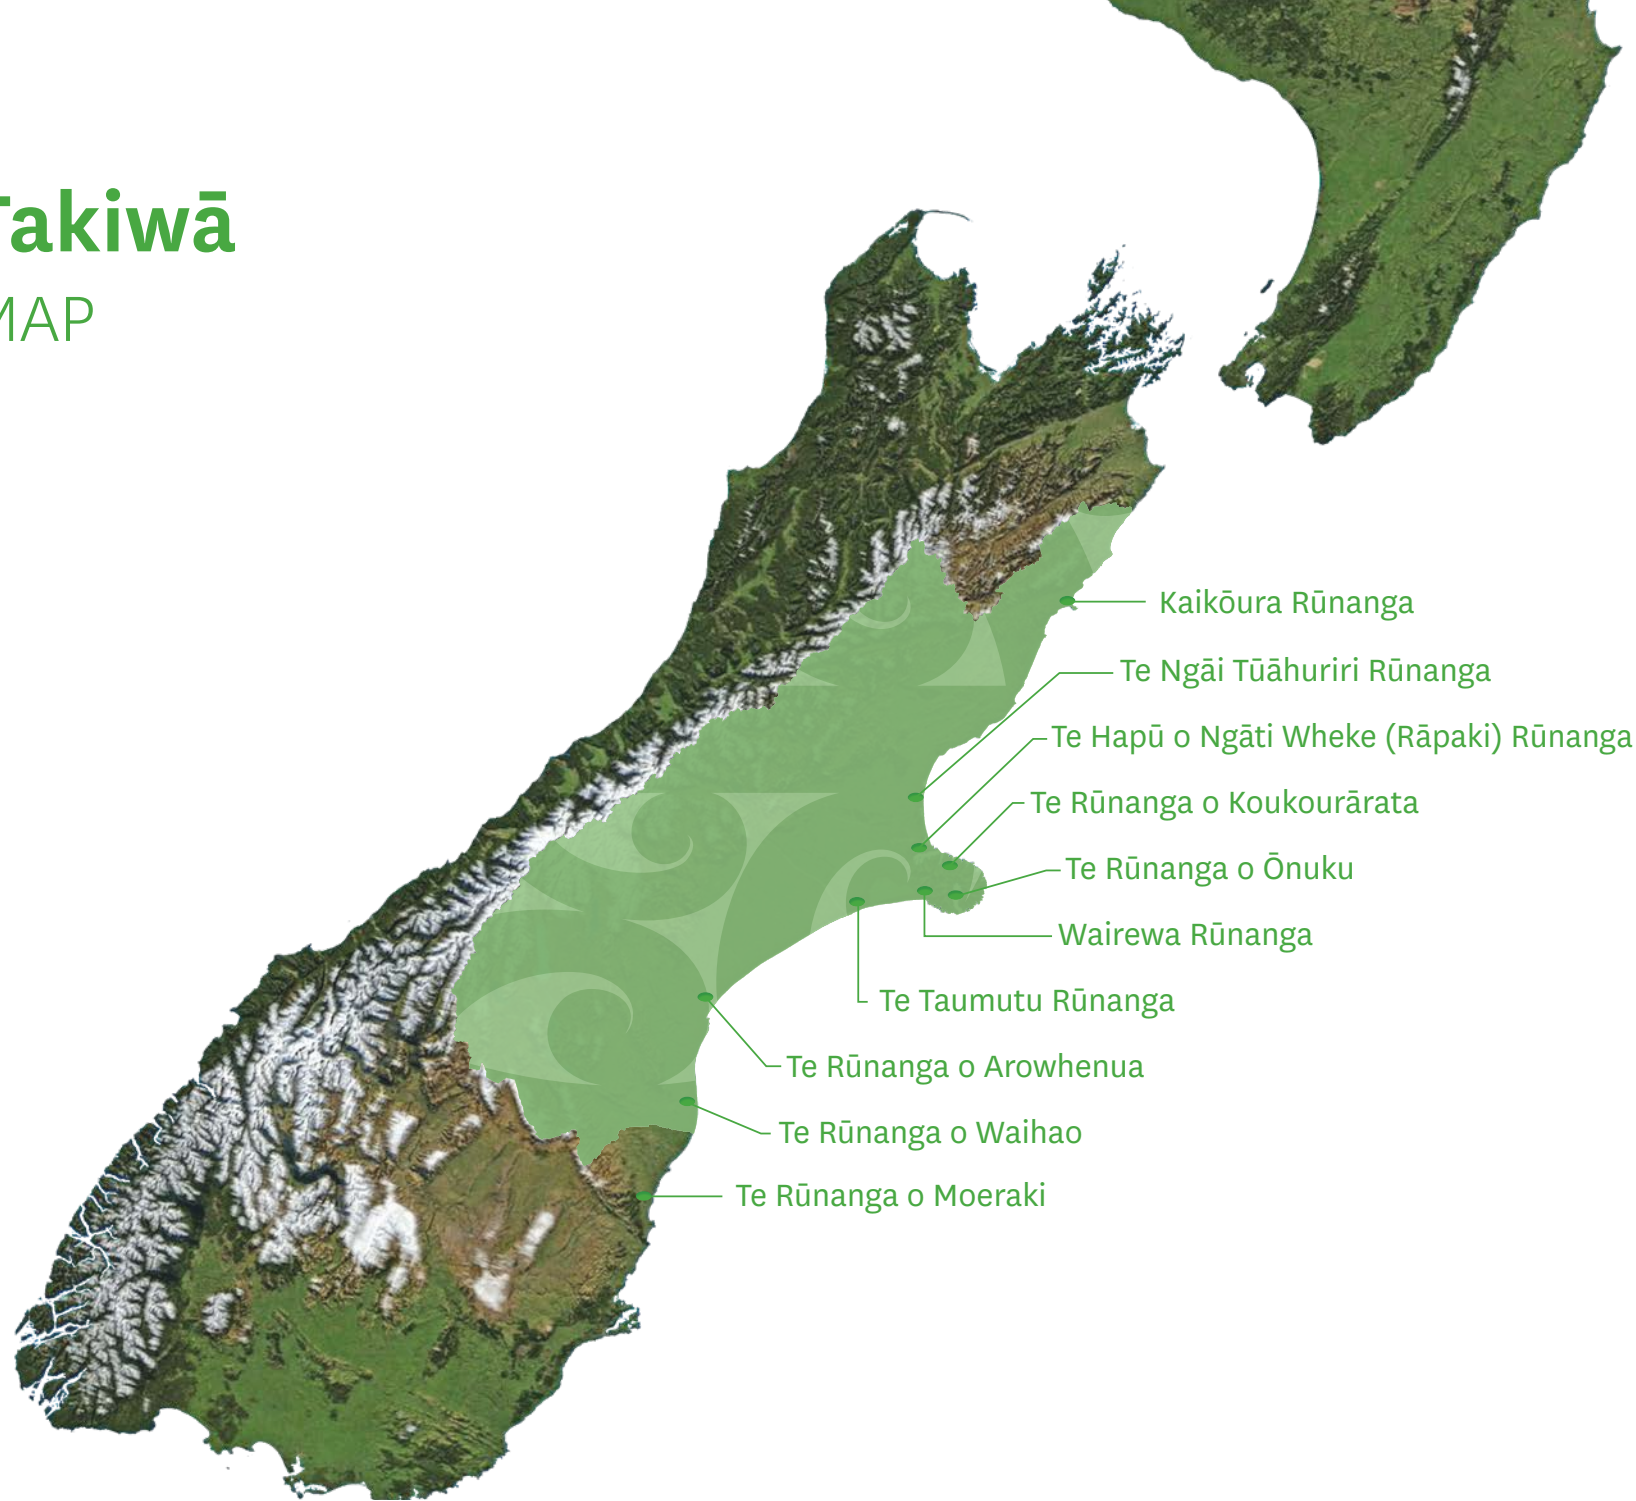 Takiwā
MAP
Kaikōura Rūnanga
Te Ngāi Tūāhuriri Rūnanga
Te Hapū o Ngāti Wheke (Rāpaki) Rūnanga
Te Rūnanga o Koukourārata
Te Rūnanga o Ōnuku
Wairewa Rūnanga
Te Taumutu Rūnanga
Te Rūnanga o Arowhenua
Te Rūnanga o Waihao
Te Rūnanga o Moeraki